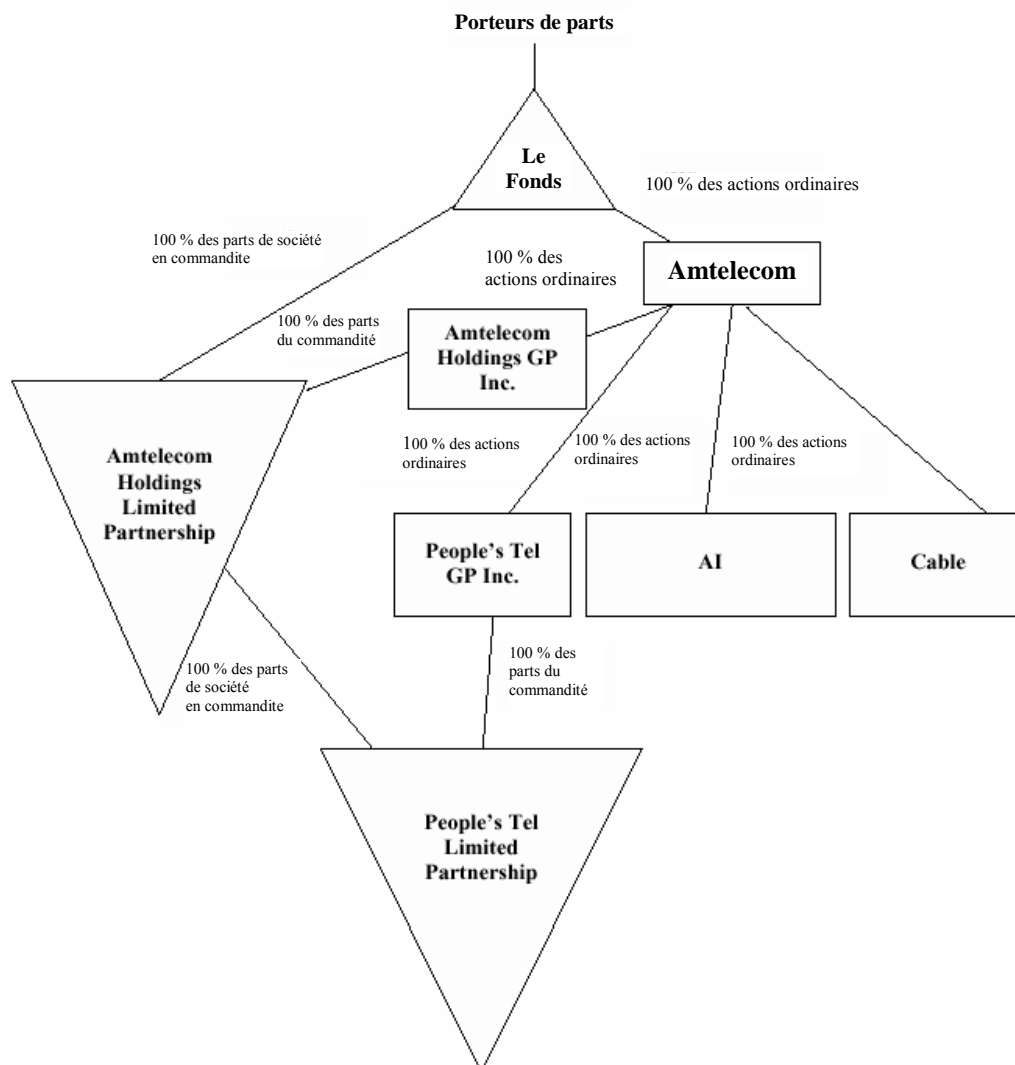 Porteurs de parts
Le
Fonds
100 % des actions ordinaires
100 % des parts de société
en commandite
100 % des
actions ordinaires
Amtelecom
100 % des parts
du commandité
Amtelecom
Holdings GP
Inc.
Amtelecom
Holdings
Limited
Partnership
100 % des actions
ordinaires
100 % des actions
ordinaires
100 % des actions
ordinaires
People's Tel
GP Inc.
AI
Cable
100 % des parts
de société
en commandite
100 % des
parts du
commandité
People's Tel
Limited
Partnership